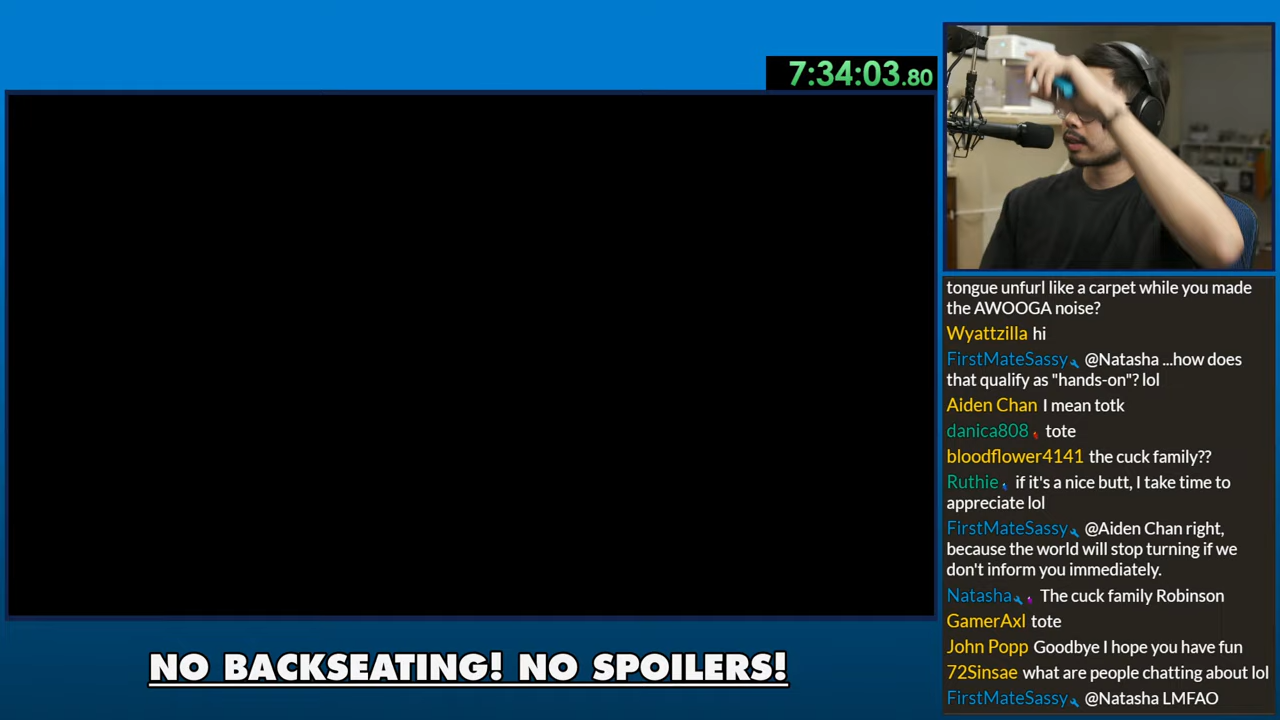 7:34:03.80
tongue unfurl like a carpet while you made
the AWOOGA noise?
Wyattzilla hi
FirstMateSassy @Natasha ...how does
that qualify as "hands-on"? lol
Aiden Chan I mean totk
danica808 tote
bloodflower4141 the cuck family??
Ruthie if it's a nice butt, I take time to
appreciate lol
FirstMateSassy @Aiden Chan right,
because the world will stop turning if we
don't inform you immediately.
Natasha The cuck family Robinson
GamerAxl tote
John Popp Goodbye I hope you have fun
72Sinsae what are people chatting about lol
FirstMateSassy @Natasha LMFAO
NO BACKSEATING! NO SPOILERS!